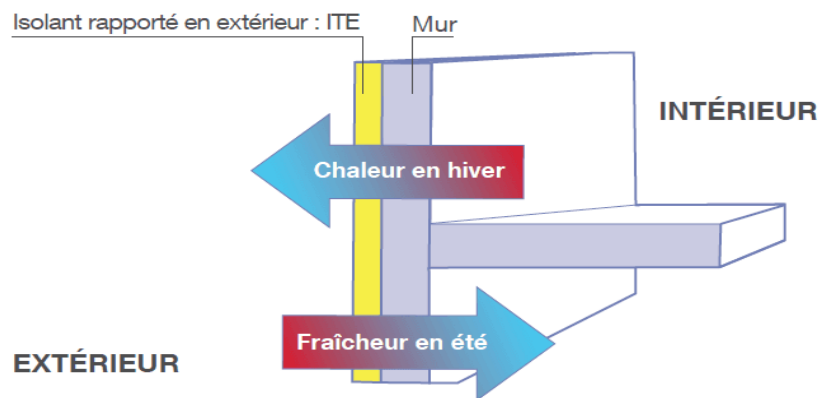 Isolant rapporté en extérieur : ITE
Mur
INTÉRIEUR
Chaleur en hiver
Fraîcheur en été
EXTÉRIEUR